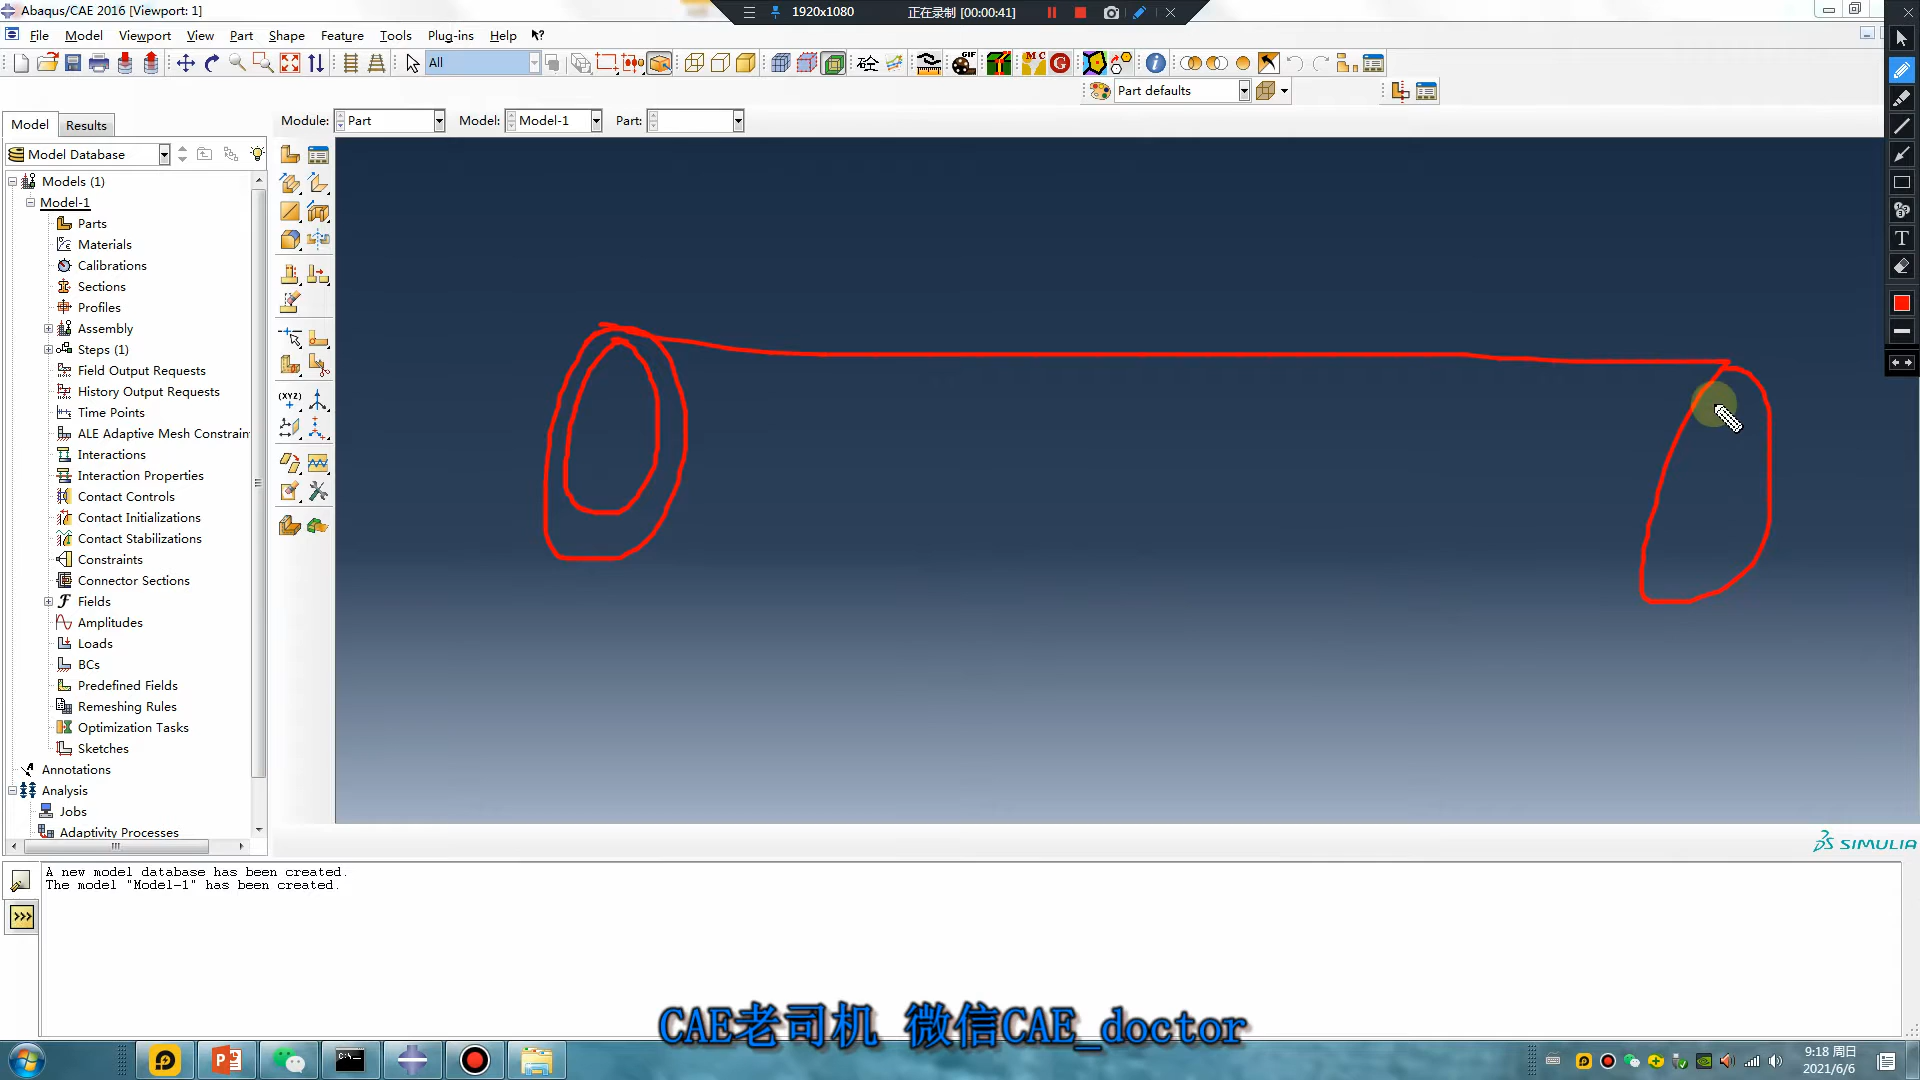 Abaqus/CAE 2016 [Viewport: 1]
1920x1080 正在录制 [00:00:41]
File Model Viewport View Part Shape Feature Tools Plug-ins Help
All
砼
GIF
M C
G
Part defaults
Model Results
Module: Part Model: Model-1 Part:
Model Database
Models (1)
Model-1
Parts
Materials
Calibrations
Sections
Profiles
Assembly
Steps (1)
Field Output Requests
History Output Requests
Time Points
ALE Adaptive Mesh Constrain
Interactions
Interaction Properties
Contact Controls
Contact Initializations
Contact Stabilizations
Constraints
Connector Sections
Fields
Amplitudes
Loads
BCs
Predefined Fields
Remeshing Rules
Optimization Tasks
Sketches
Annotations
Analysis
Jobs
Adaptivity Processes
(XYZ)
T
SIMULIA
A new model database has been created.
The model "Model-1" has been created.
>>>
CAE老司机 微信CAE_doctor
9:18 周日
2021/6/6